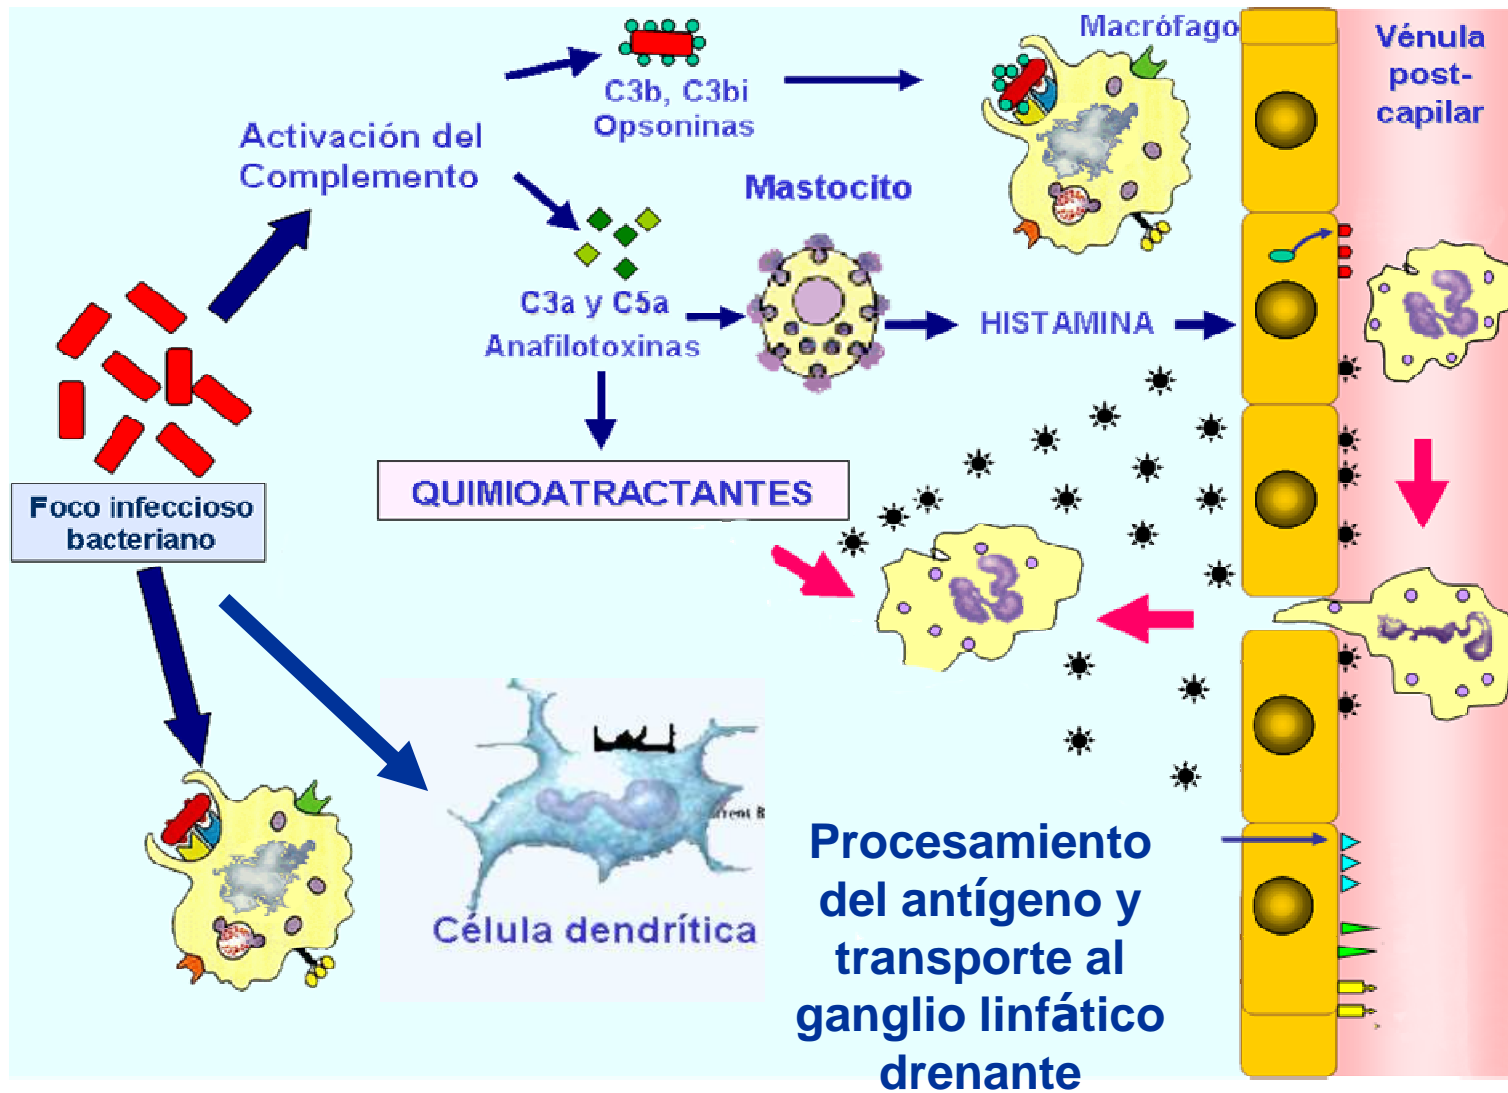 Macrófago
Vénula
post-
capilar
C3b, C3bi
Opsoninas
Activación del
Complemento
Mastocito
C3a y C5a
Anafilotoxinas
HISTAMINA
QUIMIOATRACTANTES
Foco infeccioso
bacteriano
Célula dendrítica
Procesamiento
del antígeno y
transporte al
ganglio linfático
drenante